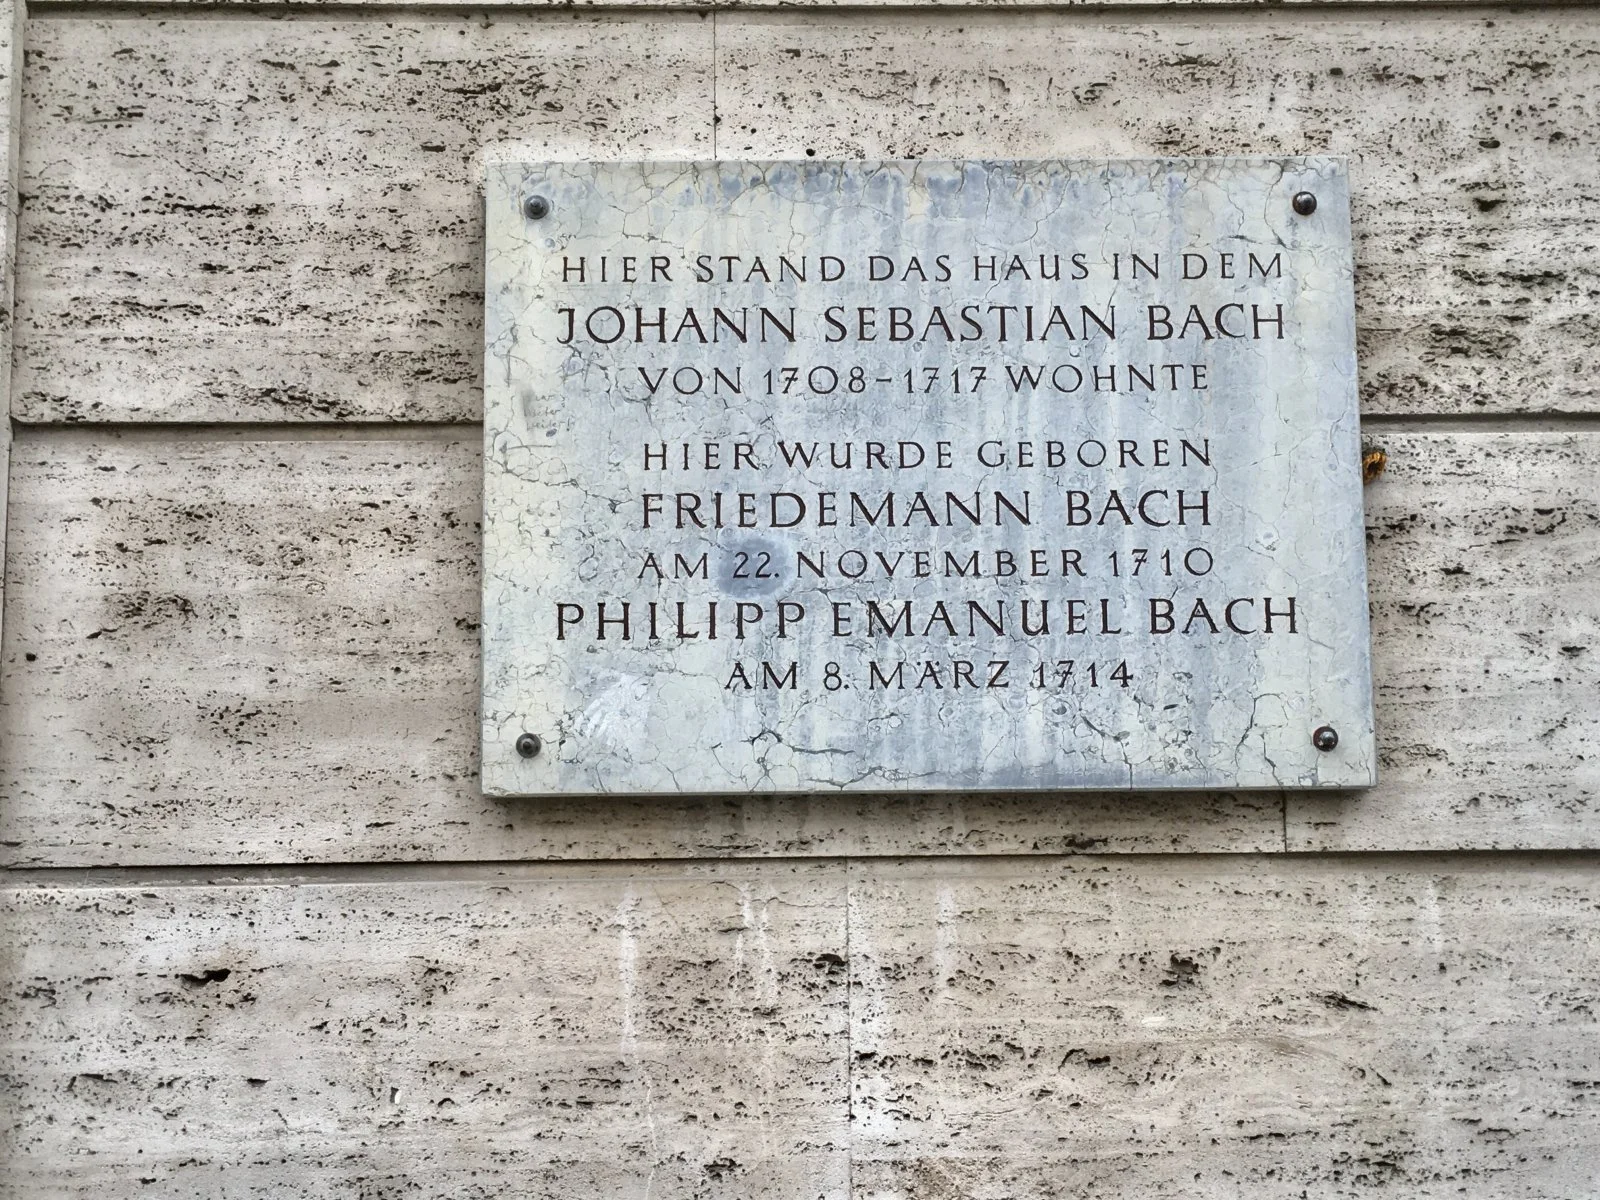 HIER STAND DAS HAUS IN DEM
JOHANN SEBASTIAN BACH
VON 1708-1717 WOHNTE
HIER WURDE GEBOREN
FRIEDEMANN BACH
AM 22. NOVEMBER 1710
PHILIPP EMANUEL BACH
AM 8. MÄRZ 1714